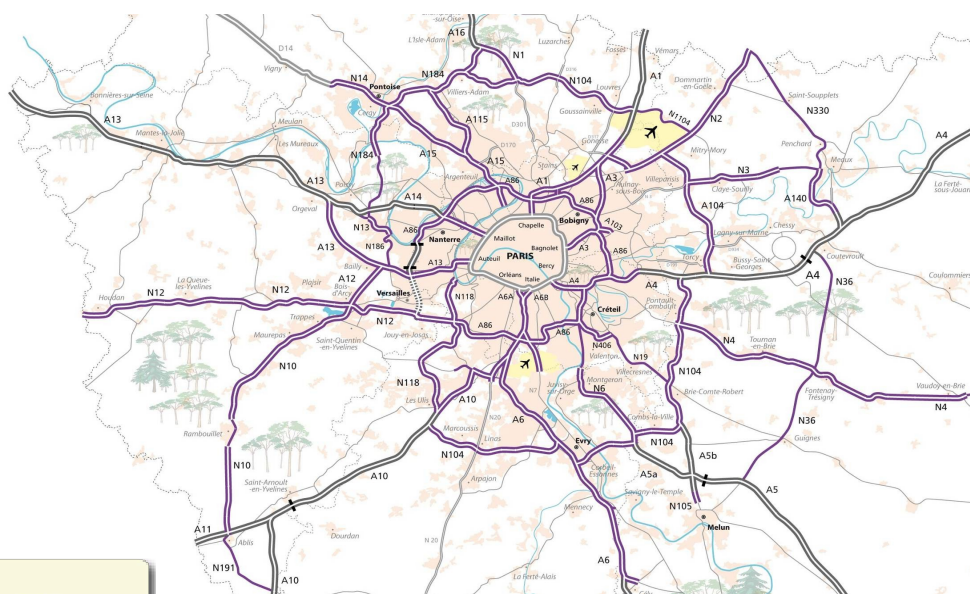 A16
-sur-Oise
L'Isle-Adam
Luzarches
Fosses
Vémars
D14
Vigny
N1
A1
Dammartin
-en-Goële
Saint-Soupplets
N14
N184
Pontoise
Villiers-Adam
N104
Louvres
Goussainville
N1104
N2
N330
Bonnières-sur-Seine
Cergy
A115
D301
Gonesse
Penchard
A4
A13
Mantes-la-Jolie
Meulan
Les Mureaux
N184
A15
D170
A15
Stains
Mitry-Mory
Meaux
Argenteuil
A86
A1
A3
Aulnay-
sous-Bois
Villeparisis
N3
Claye-Souilly
La Ferté-
sous-Jouarre
A13
Poissy
A14
A86
A104
A140
Orgeval
Bobigny
A103
Lagny-sur-Marne
Chessy
N13
A86
Nanterre
Chapelle
Maillot
Bagnolet
PARIS
A3
A86
Torcy
Bussy-Saint-
Georges
Coutevroult
A13
N186
Auteuil
Bercy
Bailly
A13
Orléans
Italie
A4
A4
A4
N36
Coulommiers
La Queue-
les-Yvelines
Plaisir
Bois-
d'Arcy
A12
Versailles
N118
A6A
A6B
Créteil
Pontault-
Combault
Houdan
N12
N12
Trappes
N12
A86
A86
Maurepas
Saint-Quentin
-en-Yvelines
Jouy-en-Josas
N406
Valenton
N4
Tournan
-en-Brie
N19
Villecresnes
N10
N104
N118
Juvisy
-sur-Orge
Montgeron
N7
N6
Brie-Comte-Robert
Fontenay-
Trésigny
Vaudoy-en-Brie
Les Ulis
A10
N20
A6
Combs-la-Ville
N4
Rambouillet
Marcoussis
Linas
Evry
N104
N36
Guignes
N10
N104
Corbeil-
Essonnes
A5b
Saint-Arnoult
-en-Yvelines
A10
Arpajon
A5a
A5
Savigny-le-Temple
Mennecy
N105
Melun
A11
Ablis
Dourdan
N 20
N191
A10
La Ferté-Alais
A6